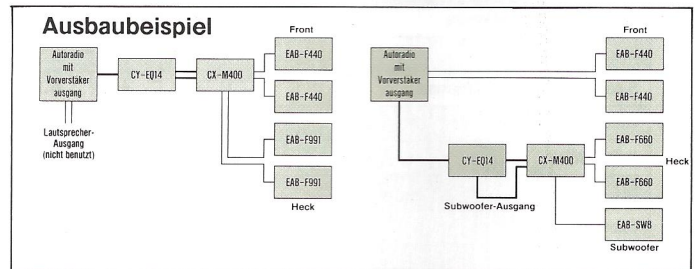 Ausbaubeispiel
Front
Autoradio
mit
Vorverstaker
ausgang
CY-EQ14
CX-M400
EAB-F440
EAB-F440
EAB-F991
EAB-F991
Heck
Lautsprecher-
Ausgang
(nicht benutzt)
Front
Autoradio
mit
Vorverstaker
ausgang
EAB-F440
EAB-F440
CY-EQ14
CX-M400
EAB-F660
Heck
EAB-F660
Subwoofer-Ausgang
EAB-SW8
Subwoofer